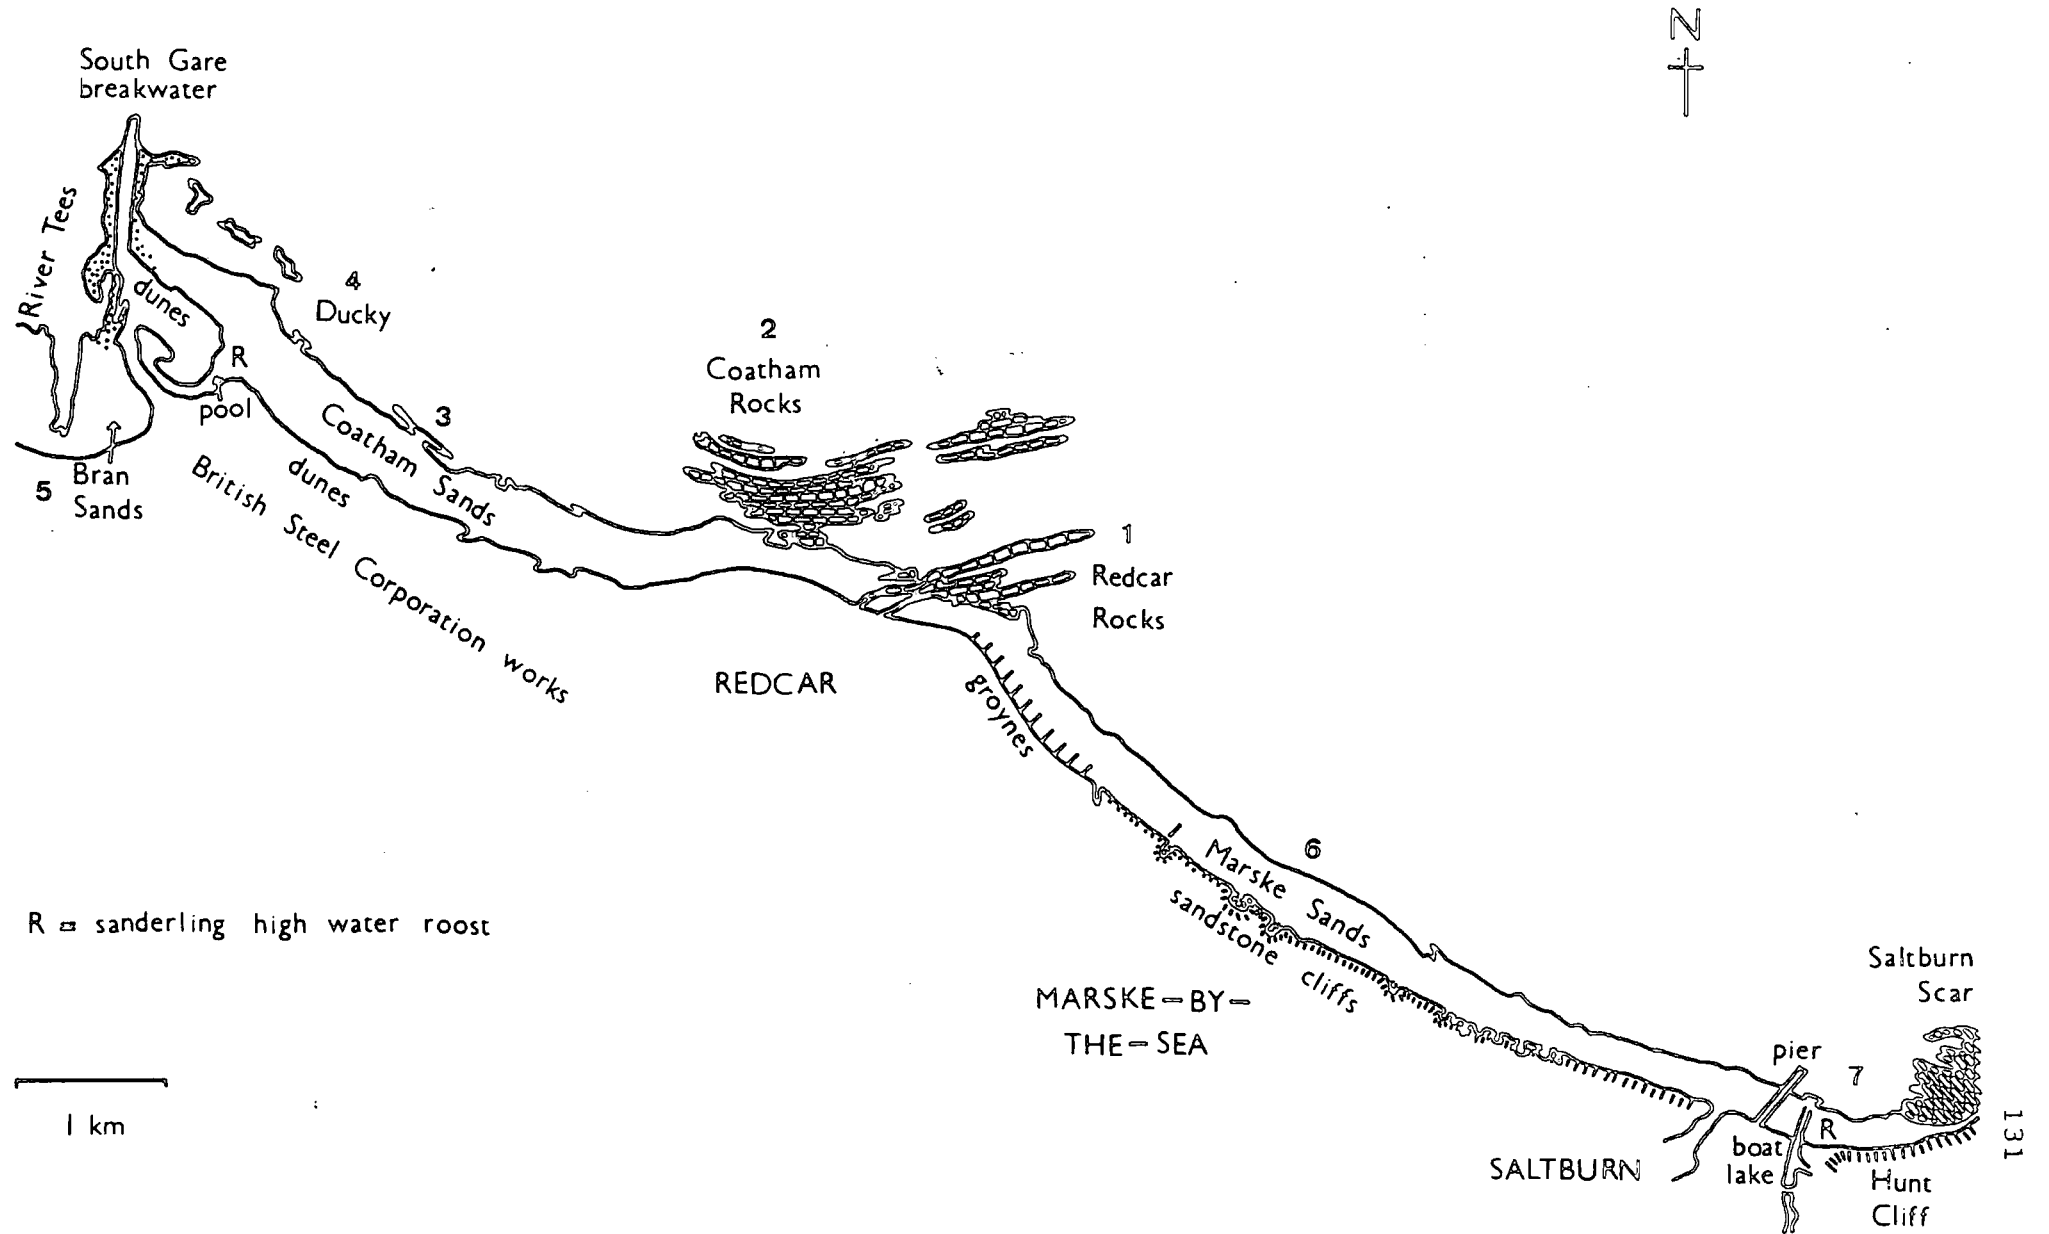 N
South Gare
breakwater
River Tees
dunes
4
Ducky
R
pool
2
Coatham
Rocks
3
Coatham Sands
dunes
5
Bran
Sands
British Steel Corporation works
1
Redcar
Rocks
REDCAR
groynes
6
Marske Sands
sandstone cliffs
R = sanderling high water roost
MARSKE-BY-
THE-SEA
Saltburn
Scar
pier
7
1 km
R
boat
lake
SALTBURN
Hunt
Cliff
131